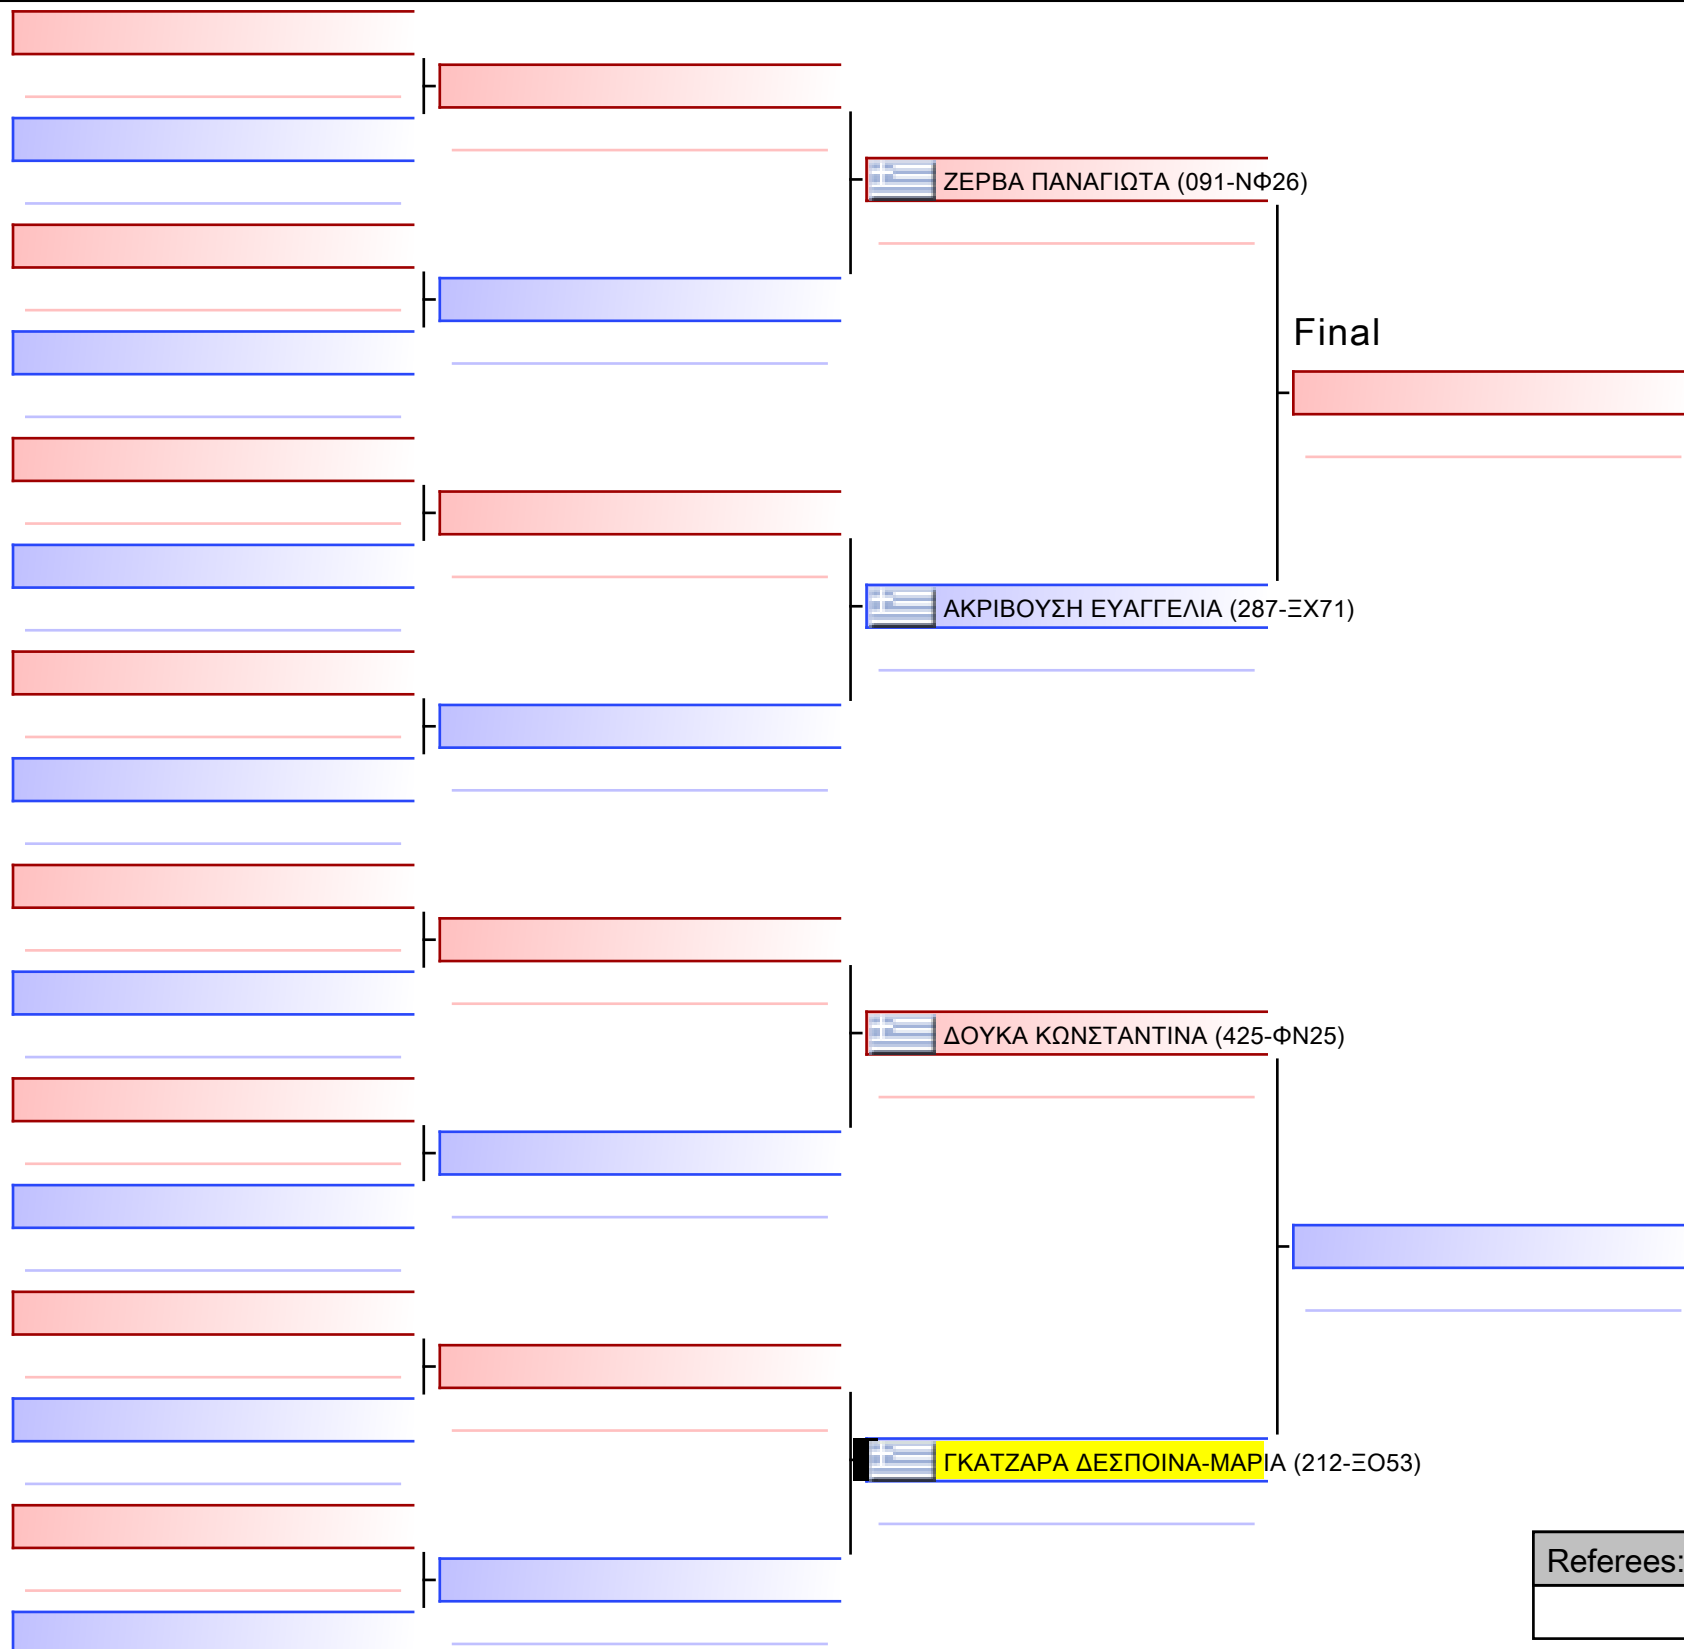 ΖΕΡΒΑ ΠΑΝΑΓΙΩΤΑ (091-ΝΦ26)
Final
ΑΚΡΙΒΟΥΣΗ ΕΥΑΓΓΕΛΙΑ (287-ΞΧ71)
ΔΟΥΚΑ ΚΩΝΣΤΑΝΤΙΝΑ (425-ΦΝ25)
ΓΚΑΤΖΑΡΑ ΔΕΣΠΟΙΝΑ-ΜΑΡΙΑ (212-ΞΟ53)
Referees: